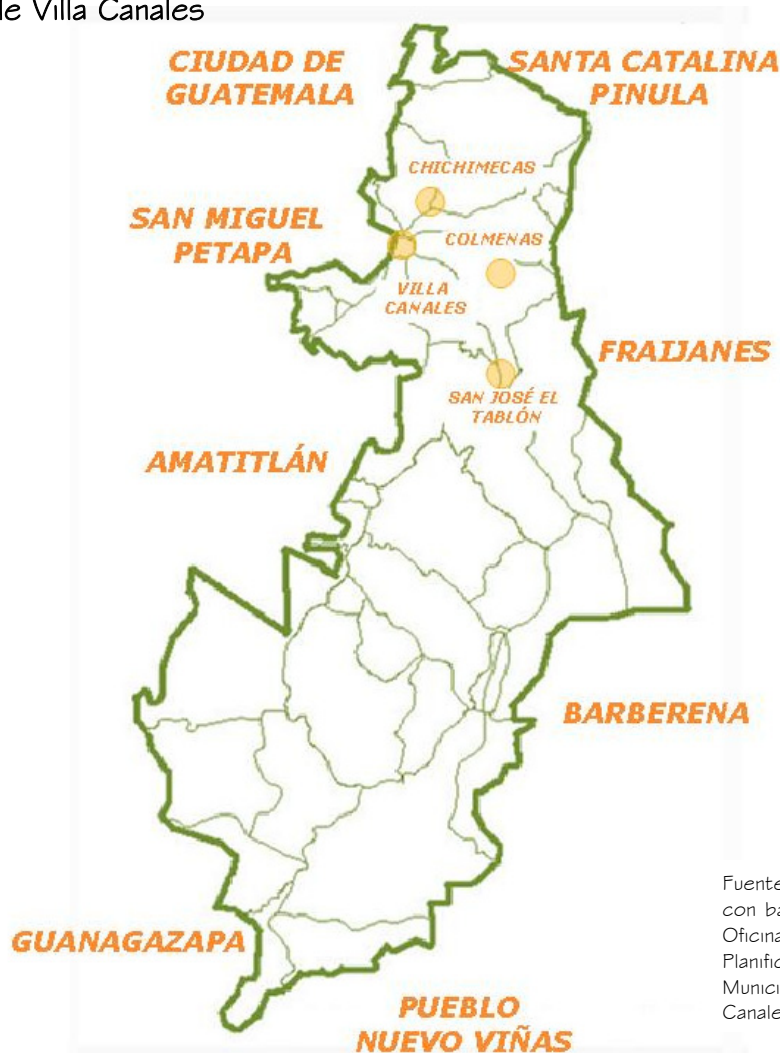 de Villa Canales
CIUDAD DE
GUATEMALA
SANTA CATALINA
PINULA
CHICHIMECAS
SAN MIGUEL
PETAPA
COLMENAS
VILLA
CANALES
FRAIJANES
SAN JOSÉ EL
TABLÓN
AMATITLÁN
BARBERENA
Fuente
con ba
Oficina
Planific
Munici
Canale
GUANAGAZAPA
PUEBLO
NUEVO VIÑAS